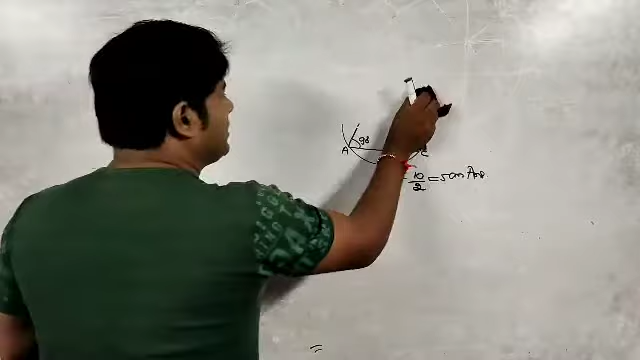 90
A C
= 10/2 = 5cm Ans
=